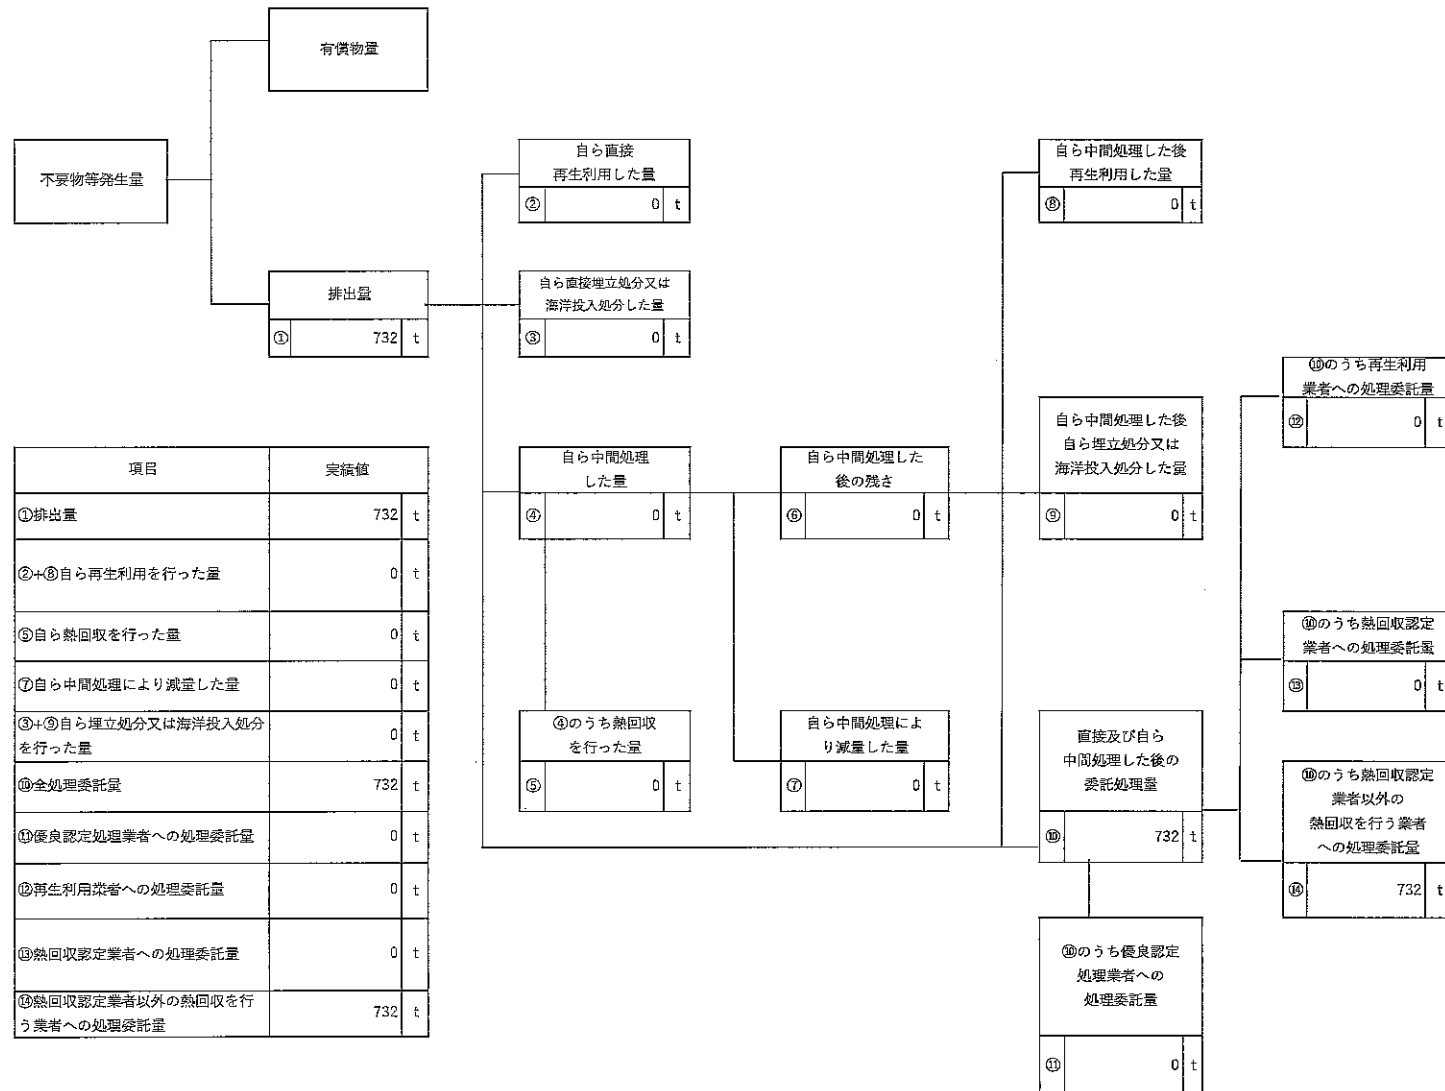 有償物量
不要物等発生量
排出量
① 732 t
自ら直接
再生利用した量
② 0 t
自ら直接埋立処分又は
海洋投入処分した量
③ 0 t
自ら中間処理
した量
④ 0 t
④のうち熱回収
を行った量
⑤ 0 t
自ら中間処理した
後の残さ
⑥ 0 t
自ら中間処理によ
り減量した量
⑦ 0 t
自ら中間処理した後
再生利用した量
⑧ 0 t
自ら中間処理した後
自ら埋立処分又は
海洋投入処分した量
⑨ 0 t
直接及び自ら
中間処理した後の
委託処理量
⑩ 732 t
⑩のうち優良認定
処理業者への
処理委託量
⑪ 0 t
⑩のうち再生利用
業者への処理委託量
⑫ 0 t
⑩のうち熱回収認定
業者への処理委託量
⑬ 0 t
⑩のうち熱回収認定
業者以外の
熱回収を行う業者
への処理委託量
⑭ 732 t
項目 実績値
①排出量 732 t
②+⑧自ら再生利用を行った量 0 t
⑤自ら熱回収を行った量 0 t
⑦自ら中間処理により減量した量 0 t
③+⑨自ら埋立処分又は海洋投入処分
を行った量 0 t
⑩全処理委託量 732 t
⑪優良認定処理業者への処理委託量 0 t
⑫再生利用業者への処理委託量 0 t
⑬熱回収認定業者への処理委託量 0 t
⑭熱回収認定業者以外の熱回収を行
う業者への処理委託量 732 t